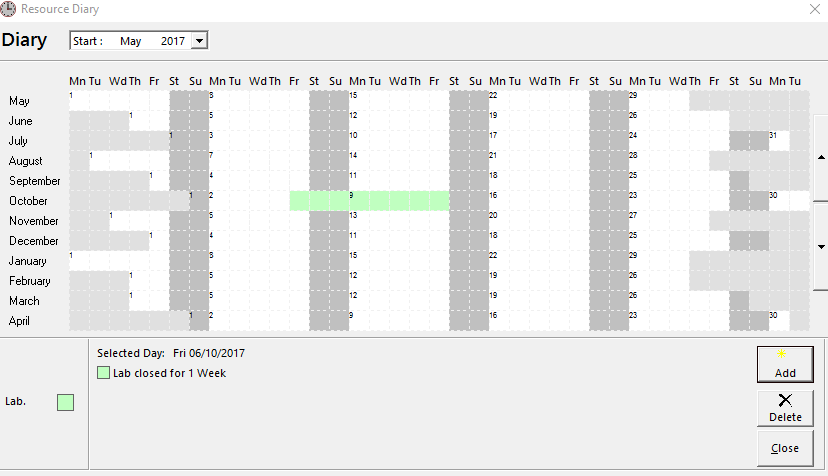 Resource Diary
Diary
Start : May 2017
Mn Tu Wd Th Fr St Su Mn Tu Wd Th Fr St Su Mn Tu Wd Th Fr St Su Mn Tu Wd Th Fr St Su Mn Tu Wd Th Fr St Su Mn Tu
May 1 8 15 22 29
June 1 5 12 19 26
July 1 3 10 17 24 31
August 1 7 14 21 28
September 1 4 11 18 25
October 1 2 9 16 23 30
November 1 6 13 20 27
December 1 4 11 18 25
January 1 8 15 22 29
February 1 5 12 19 26
March 1 5 12 19 26
April 1 2 9 16 23 30
Selected Day: Fri 06/10/2017
Lab closed for 1 Week
Lab.
Add
Delete
Close